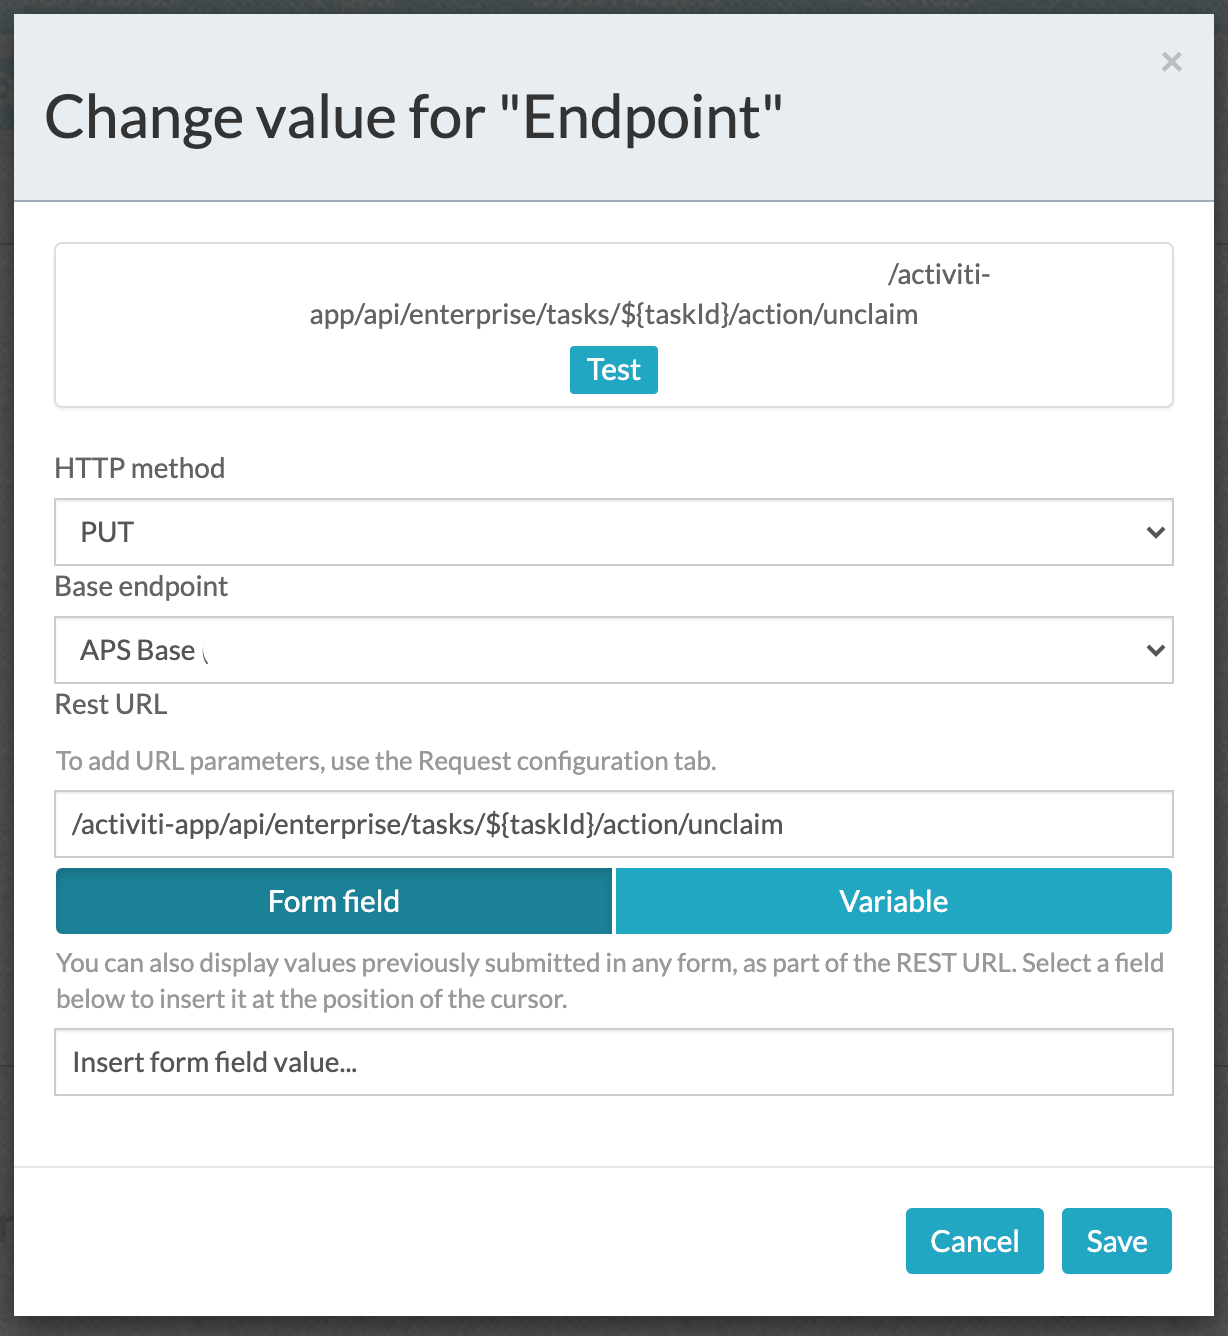 ×
Change value for "Endpoint"
/activiti-
app/api/enterprise/tasks/${taskId}/action/unclaim
Test
HTTP method
PUT
Base endpoint
APS Base (
Rest URL
To add URL parameters, use the Request configuration tab.
/activiti-app/api/enterprise/tasks/${taskId}/action/unclaim
Form field
Variable
You can also display values previously submitted in any form, as part of the REST URL. Select a field
below to insert it at the position of the cursor.
Insert form field value...
Cancel
Save